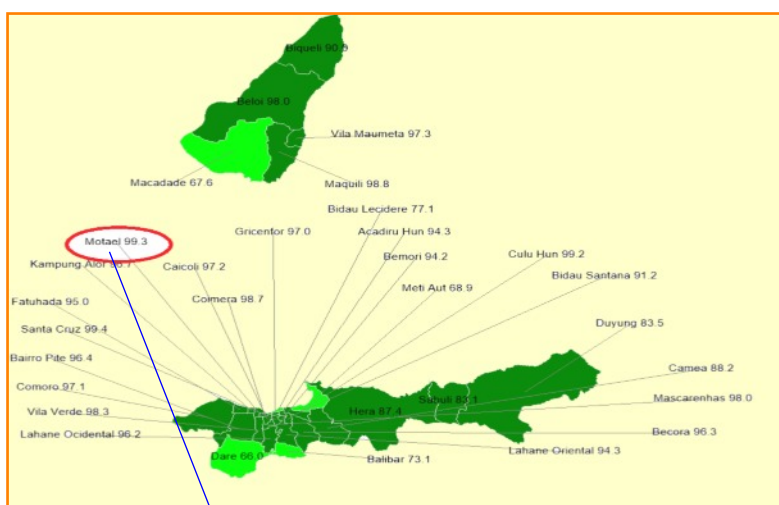 Biqueli 90.9
Beloi 98.0
Vila Maumeta 97.3
Macadade 67.6
Maquili 98.8
Bidau Lecidere 77.1
Gricenfor 97.0
Acadiru Hun 94.3
Motael 99.3
Bemori 94.2
Culu Hun 99.2
Kampung Alor
Caicoli 97.2
Bidau Santana 91.2
Meti Aut 68.9
Fatuhada 95.0
Coimera 98.7
Santa Cruz 99.4
Duyung 83.5
Bairro Pite 96.4
Camea 88.2
Comoro 97.1
Sabuli 83.1
Mascarenhas 98.0
Vila Verde 98.3
Hera 87.4
Lahane Ocidental 96.2
Becora 96.3
Lahane Oriental 94.3
Dare 66.0
Balibar 73.1